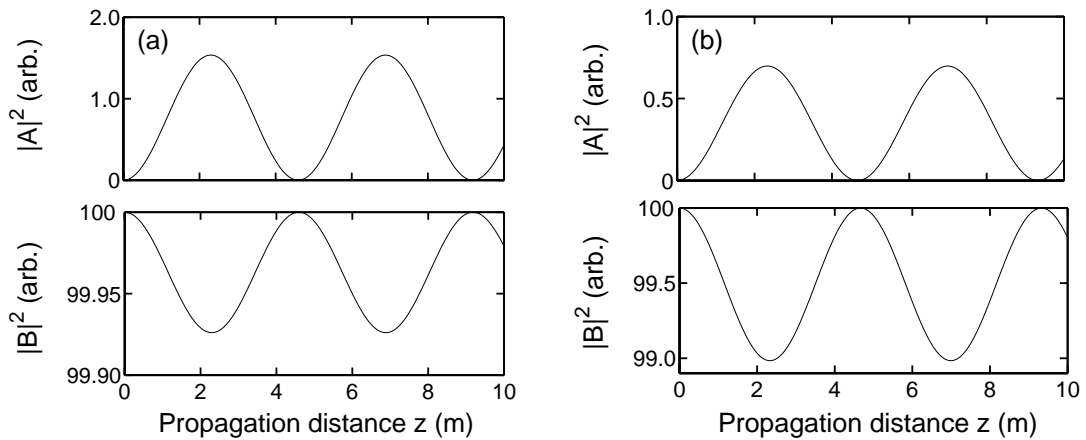 2.0
(a)
|A|^2 (arb.)
1.0
0
100
|B|^2 (arb.)
99.95
99.90
0 2 4 6 8 10
Propagation distance z (m)
1.0
(b)
|A|^2 (arb.)
0.5
0
100
|B|^2 (arb.)
99.5
99.0
0 2 4 6 8 10
Propagation distance z (m)